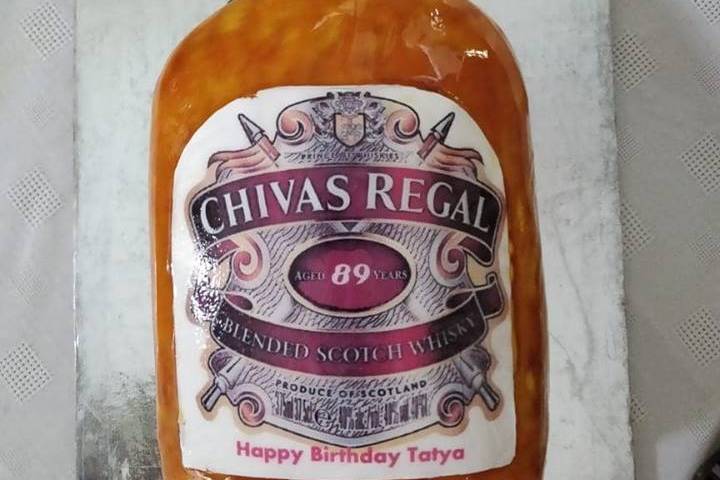 PRINCE OF WHISKIES
CHIVAS REGAL
AGED 89 YEARS
BLENDED SCOTCH WHISKY
PRODUCE OF SCOTLAND
Happy Birthday Tatya